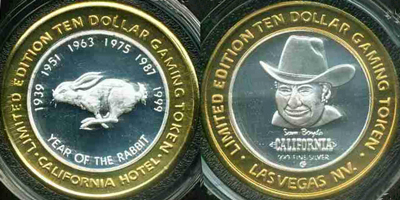 LIMITED EDITION TEN DOLLAR GAMING TOKEN
· CALIFORNIA HOTEL ·
1939 1951 1963 1975 1987 1999
YEAR OF THE RABBIT
LIMITED EDITION TEN DOLLAR GAMING TOKEN
· LAS VEGAS NV. ·
Sam Boyd's
CALIFORNIA
.999 FINE SILVER